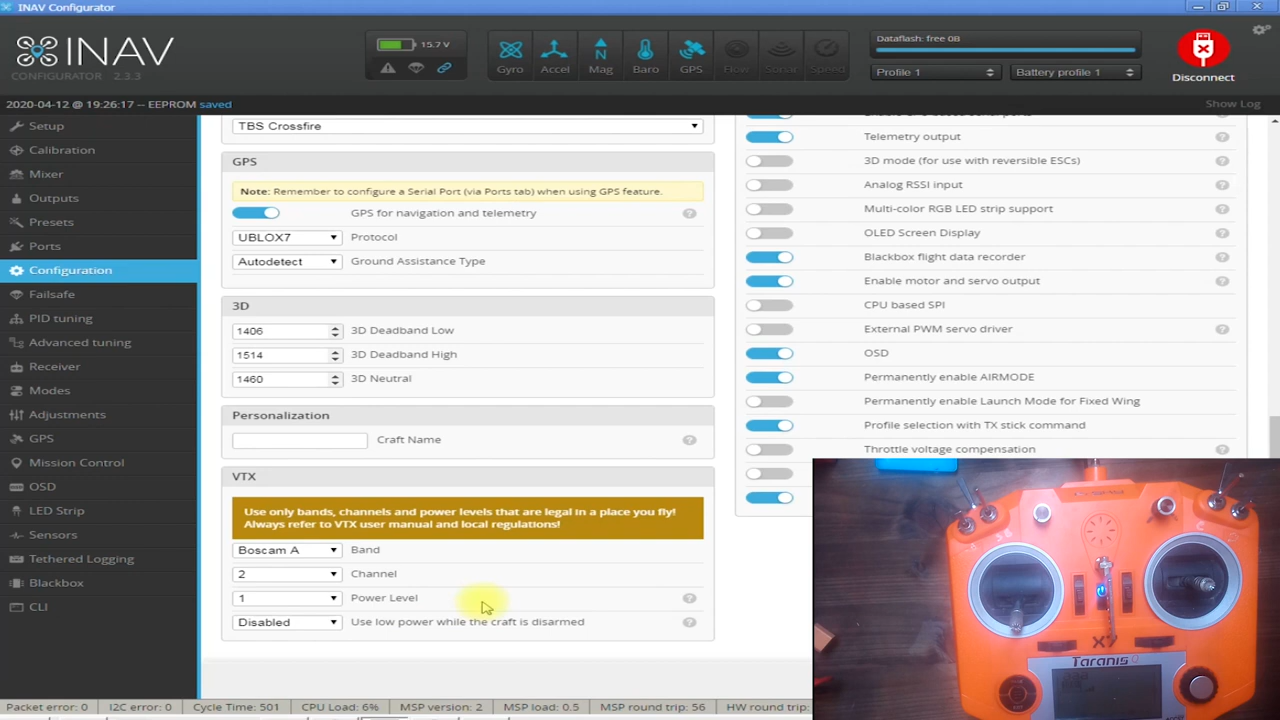 INAV Configurator
INAV
CONFIGURATOR 2.3.3
15.7 V
Gyro
Accel
Mag
Baro
GPS
Flow
Sonar
Speed
Dataflash: free 0B
Profile 1
Battery profile 1
Disconnect
2020-04-12 @ 19:26:17 -- EEPROM saved
Show Log
Setup
Calibration
Mixer
Outputs
Presets
Ports
Configuration
Failsafe
PID tuning
Advanced tuning
Receiver
Modes
Adjustments
GPS
Mission Control
OSD
LED Strip
Sensors
Tethered Logging
Blackbox
CLI
TBS Crossfire
GPS
Note: Remember to configure a Serial Port (via Ports tab) when using GPS feature.
GPS for navigation and telemetry
UBLOX7 Protocol
Autodetect Ground Assistance Type
3D
1406 3D Deadband Low
1514 3D Deadband High
1460 3D Neutral
Personalization
Craft Name
VTX
Use only bands, channels and power levels that are legal in a place you fly!
Always refer to VTX user manual and local regulations!
Boscam A Band
2 Channel
1 Power Level
Disabled Use low power while the craft is disarmed
Telemetry output
3D mode (for use with reversible ESCs)
Analog RSSI input
Multi-color RGB LED strip support
OLED Screen Display
Blackbox flight data recorder
Enable motor and servo output
CPU based SPI
External PWM servo driver
OSD
Permanently enable AIRMODE
Permanently enable Launch Mode for Fixed Wing
Profile selection with TX stick command
Throttle voltage compensation
X7
Taranis Q
Packet error: 0
I2C error: 0
Cycle Time: 501
CPU Load: 6%
MSP version: 2
MSP load: 0.5
MSP round trip: 56
HW round trip: